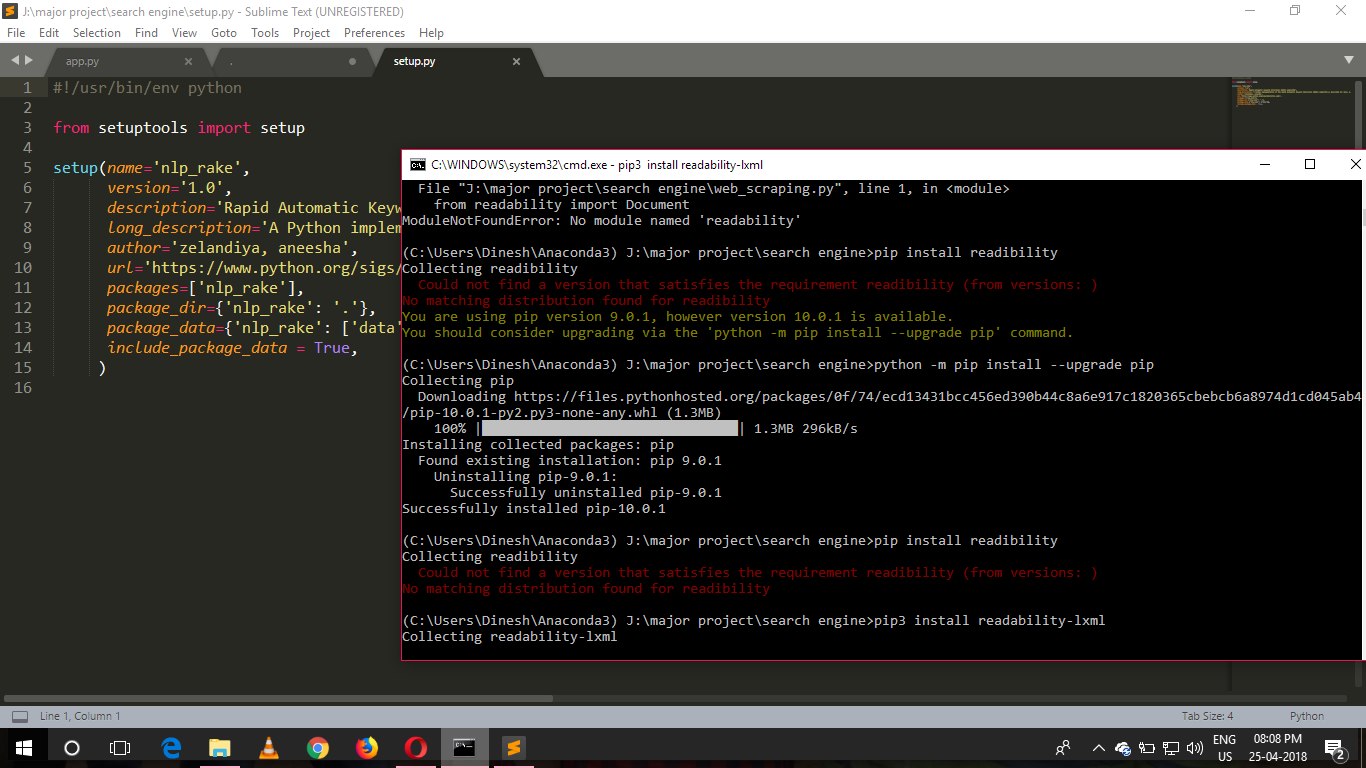 J:\major project\search engine\setup.py - Sublime Text (UNREGISTERED)
File Edit Selection Find View Goto Tools Project Preferences Help
app.py . setup.py
1 #!/usr/bin/env python
2
3 from setuptools import setup
4
5 setup(name='nlp_rake',
6 version='1.0',
7 description='Rapid Automatic Keyw
8 long_description='A Python implem
9 author='zelandiya, aneesha',
10 url='https://www.python.org/sigs/
11 packages=['nlp_rake'],
12 package_dir={'nlp_rake': '.'},
13 package_data={'nlp_rake': ['data'
14 include_package_data = True,
15 )
16
C:\WINDOWS\system32\cmd.exe - pip3 install readability-lxml
File "J:\major project\search engine\web_scraping.py", line 1, in <module>
from readability import Document
ModuleNotFoundError: No module named 'readability'
(C:\Users\Dinesh\Anaconda3) J:\major project\search engine>pip install readibility
Collecting readibility
Could not find a version that satisfies the requirement readibility (from versions: )
No matching distribution found for readibility
You are using pip version 9.0.1, however version 10.0.1 is available.
You should consider upgrading via the 'python -m pip install --upgrade pip' command.
(C:\Users\Dinesh\Anaconda3) J:\major project\search engine>python -m pip install --upgrade pip
Collecting pip
Downloading https://files.pythonhosted.org/packages/0f/74/ecd13431bcc456ed390b44c8a6e917c1820365cbebcb6a8974d1cd045ab4
/pip-10.0.1-py2.py3-none-any.whl (1.3MB)
100% | | 1.3MB 296kB/s
Installing collected packages: pip
Found existing installation: pip 9.0.1
Uninstalling pip-9.0.1:
Successfully uninstalled pip-9.0.1
Successfully installed pip-10.0.1
(C:\Users\Dinesh\Anaconda3) J:\major project\search engine>pip install readibility
Collecting readibility
Could not find a version that satisfies the requirement readibility (from versions: )
No matching distribution found for readibility
(C:\Users\Dinesh\Anaconda3) J:\major project\search engine>pip3 install readability-lxml
Collecting readability-lxml
Line 1, Column 1 Tab Size: 4 Python
ENG 08:08 PM
US 25-04-2018 2